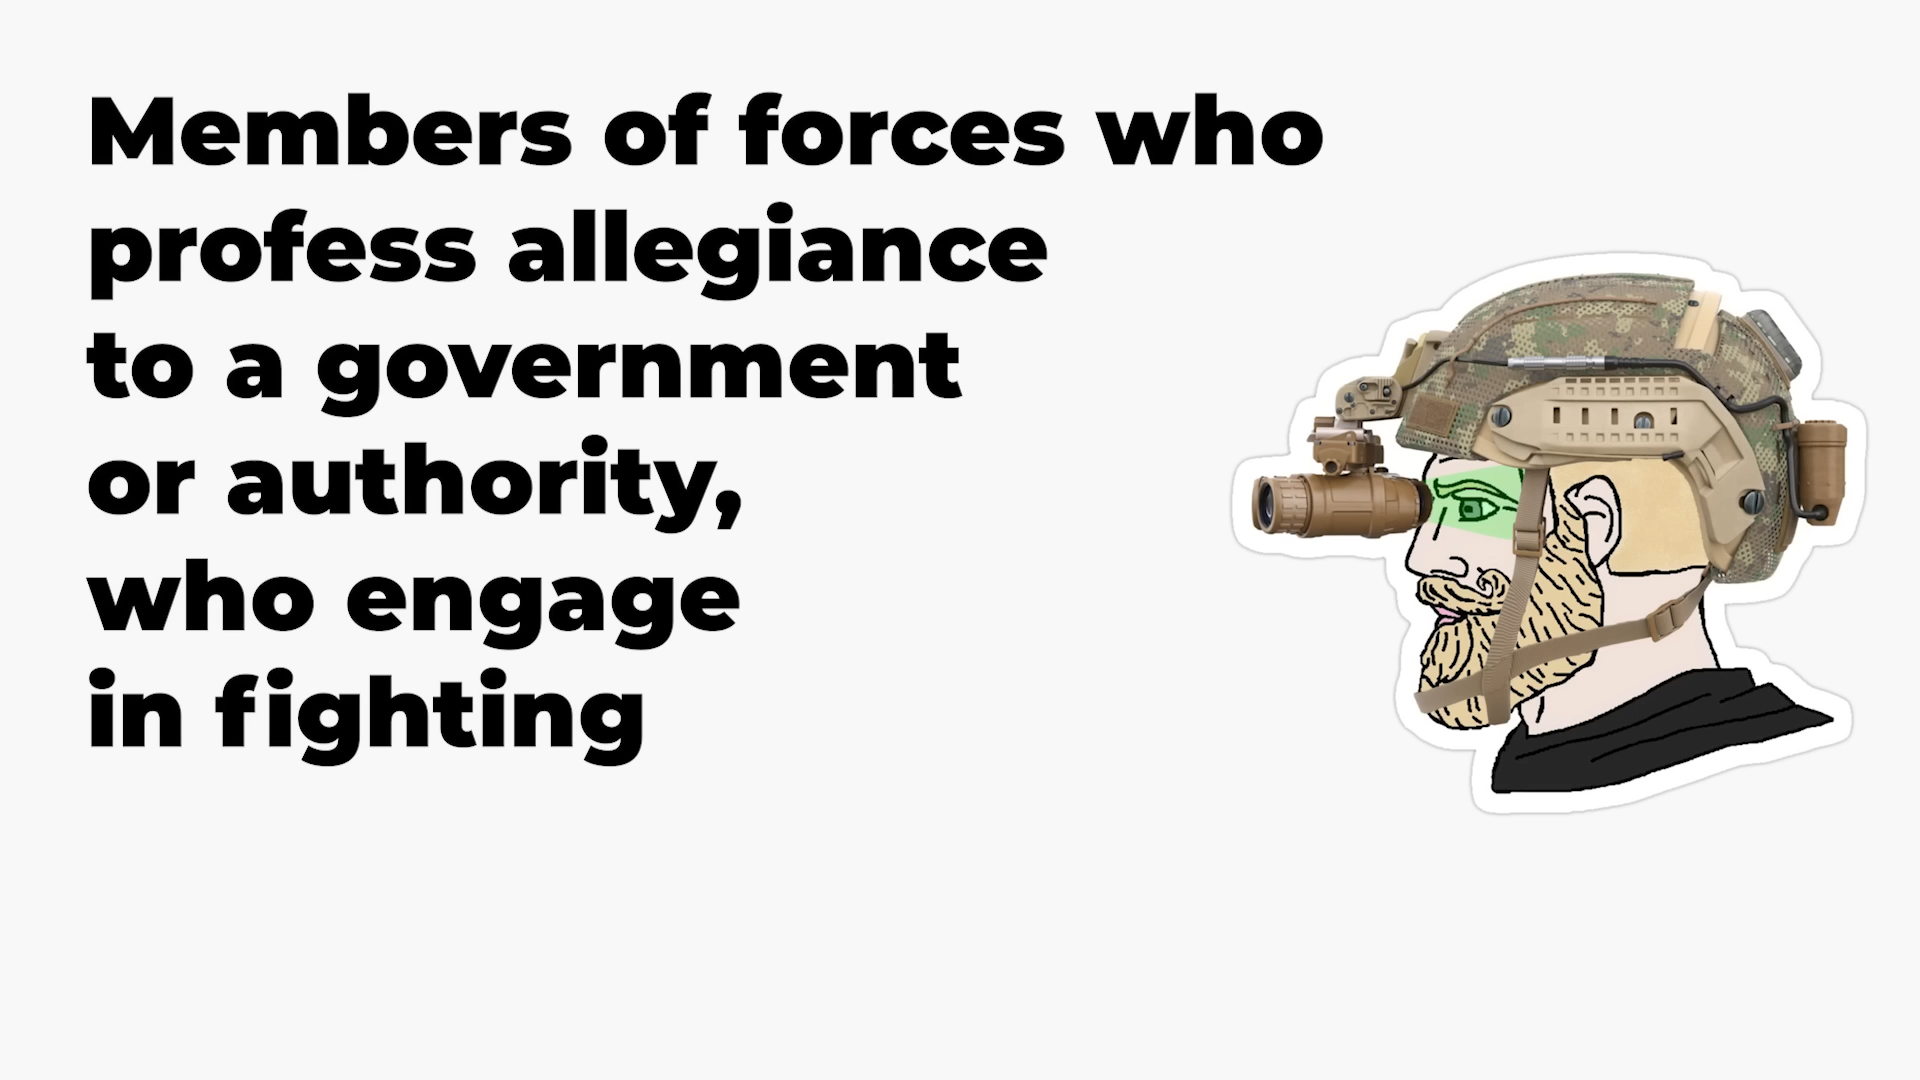 Members of forces who
profess allegiance
to a government
or authority,
who engage
in fighting